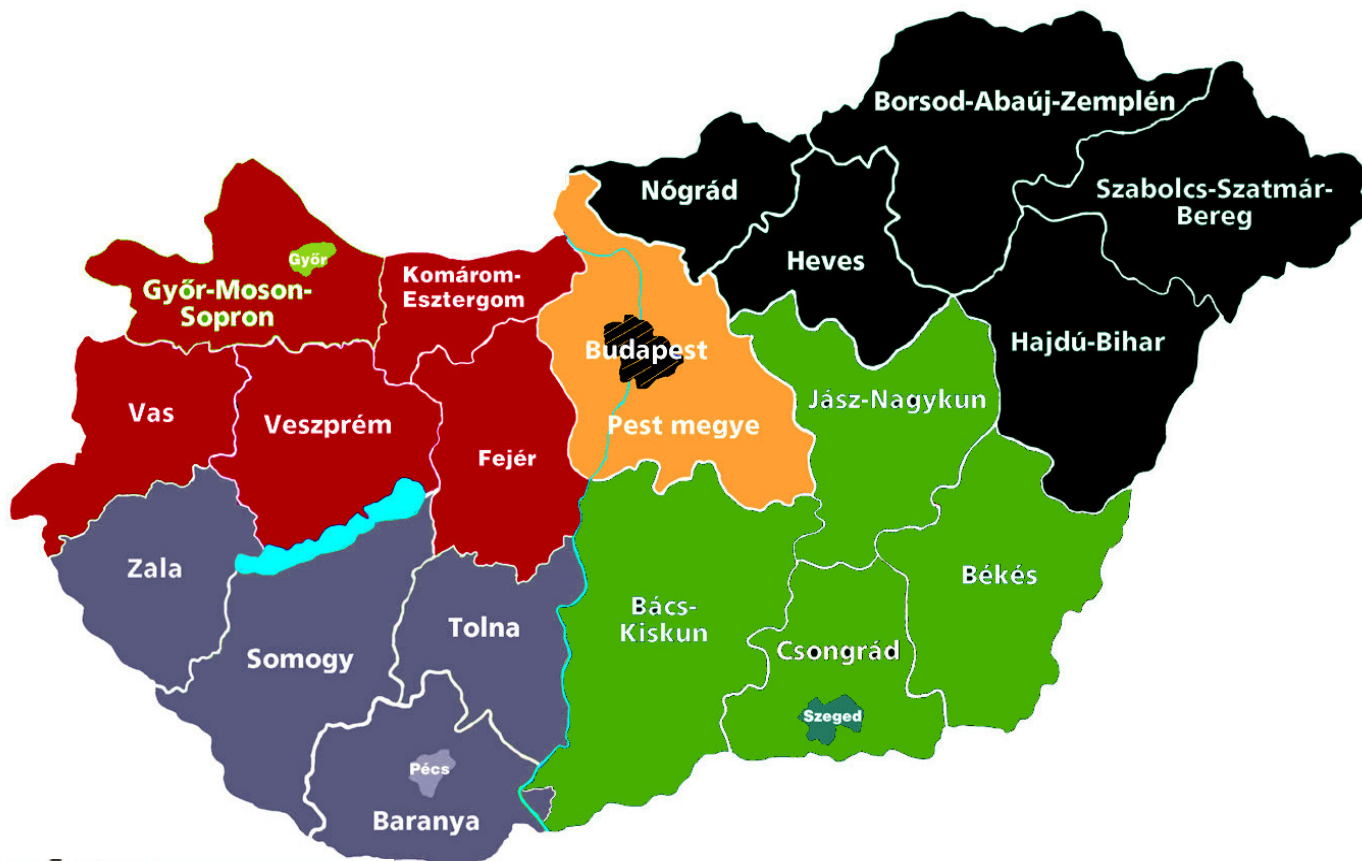 Borsod-Abaúj-Zemplén
Nógrád
Szabolcs-Szatmár-
Bereg
Heves
Győr
Győr-Moson-
Sopron
Komárom-
Esztergom
Hajdú-Bihar
Budapest
Jász-Nagykun
Vas
Veszprém
Fejér
Pest megye
Zala
Békés
Bács-
Kiskun
Tolna
Somogy
Csongrád
Szeged
Pécs
Baranya